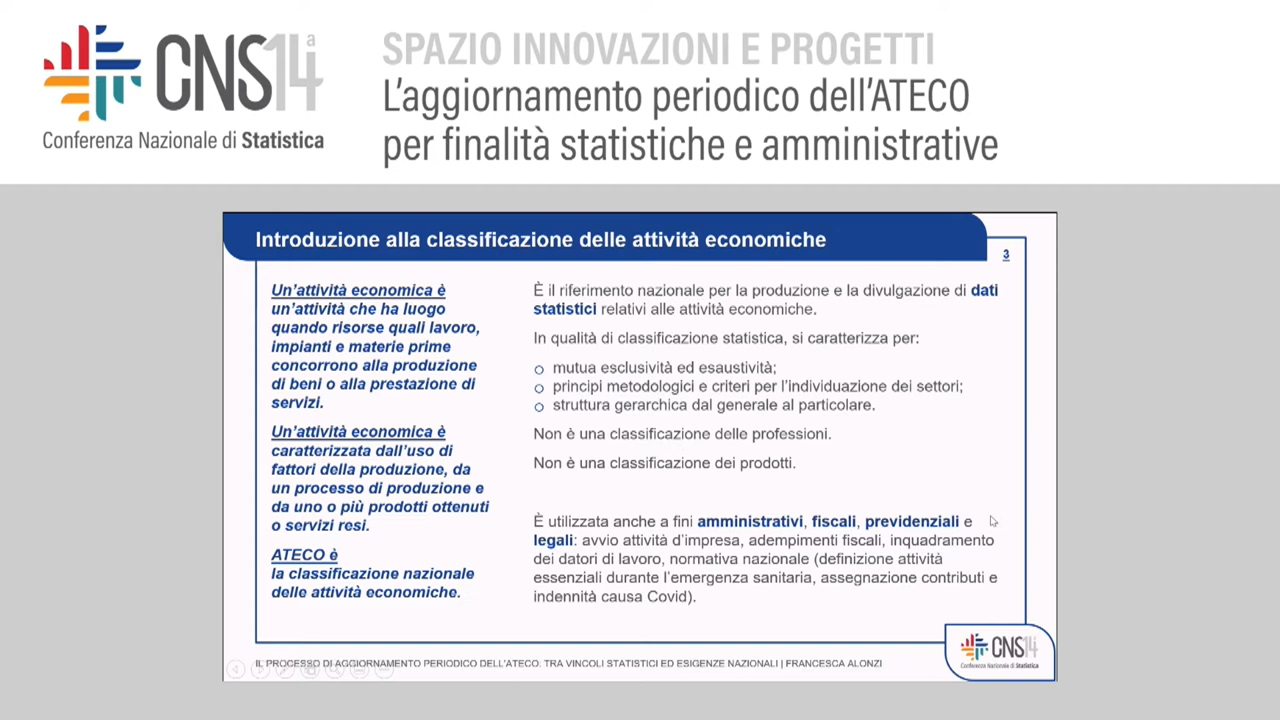 CNS14a
Conferenza Nazionale di Statistica
SPAZIO INNOVAZIONI E PROGETTI
L'aggiornamento periodico dell'ATECO
per finalità statistiche e amministrative
Introduzione alla classificazione delle attività economiche
3
Un'attività economica è
un'attività che ha luogo
quando risorse quali lavoro,
impianti e materie prime
concorrono alla produzione
di beni o alla prestazione di
servizi.
Un'attività economica è
caratterizzata dall'uso di
fattori della produzione, da
un processo di produzione e
da uno o più prodotti ottenuti
o servizi resi.
ATECO è
la classificazione nazionale
delle attività economiche.
È il riferimento nazionale per la produzione e la divulgazione di dati
statistici relativi alle attività economiche.
In qualità di classificazione statistica, si caratterizza per:
mutua esclusività ed esaustività;
principi metodologici e criteri per l'individuazione dei settori;
struttura gerarchica dal generale al particolare.
Non è una classificazione delle professioni.
Non è una classificazione dei prodotti.
È utilizzata anche a fini amministrativi, fiscali, previdenziali e
legali: avvio attività d'impresa, adempimenti fiscali, inquadramento
dei datori di lavoro, normativa nazionale (definizione attività
essenziali durante l'emergenza sanitaria, assegnazione contributi e
indennità causa Covid).
IL PROCESSO DI AGGIORNAMENTO PERIODICO DELL'ATECO: TRA VINCOLI STATISTICI ED ESIGENZE NAZIONALI | FRANCESCA ALONZI
CNS14a
Conferenza Nazionale di Statistica